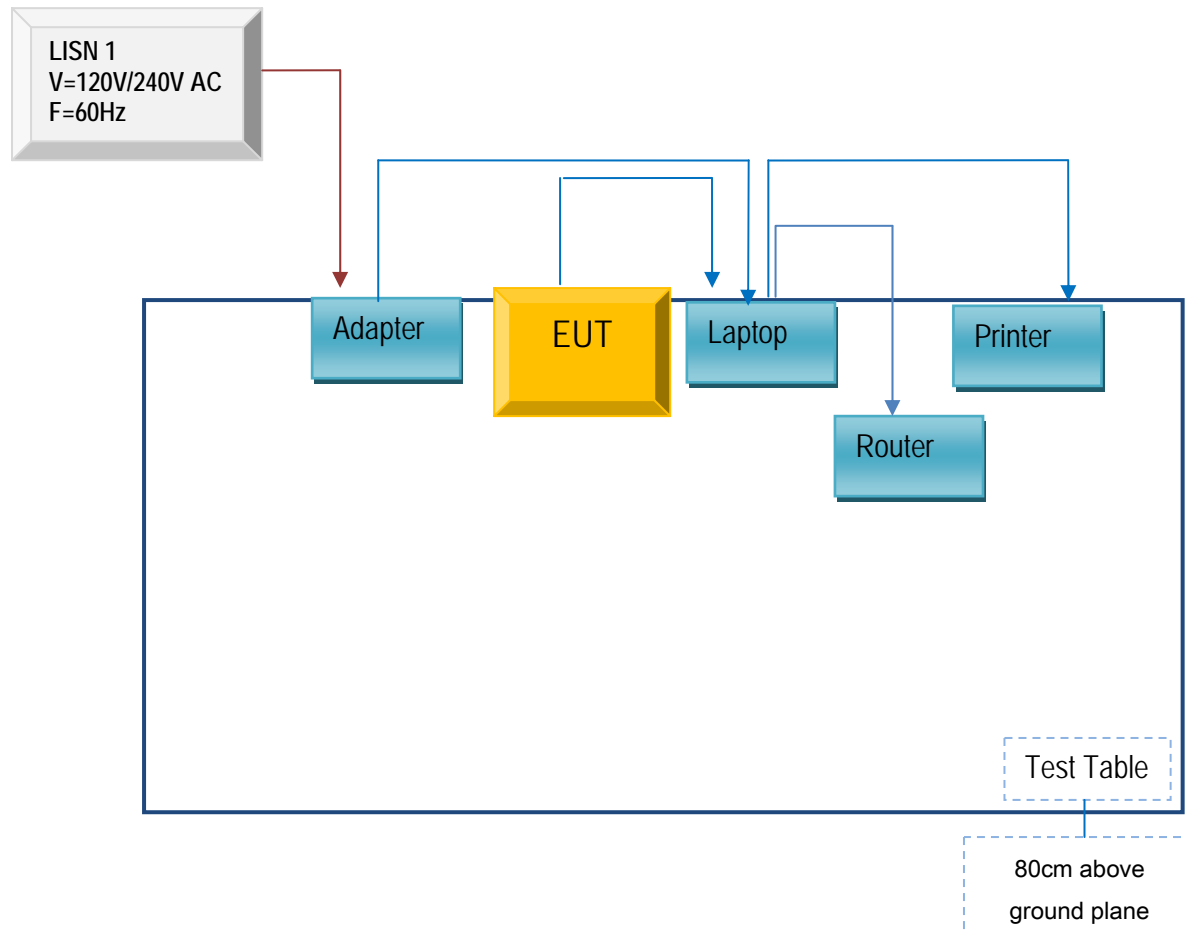 LISN 1
V=120V/240V AC
F=60Hz
Adapter
EUT
Laptop
Printer
Router
Test Table
80cm above
ground plane